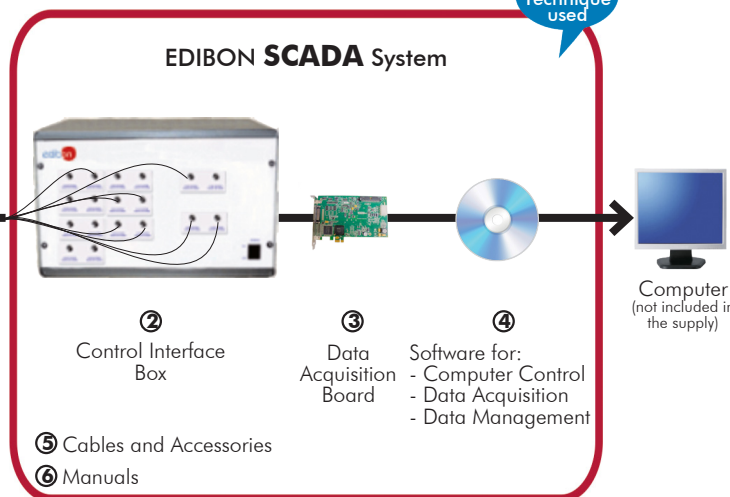 Technique
used
EDIBON SCADA System
edibon
② Control Interface
Box
③ Data
Acquisition
Board
④ Software for:
- Computer Control
- Data Acquisition
- Data Management
Computer
(not included in
the supply)
⑤ Cables and Accessories
⑥ Manuals